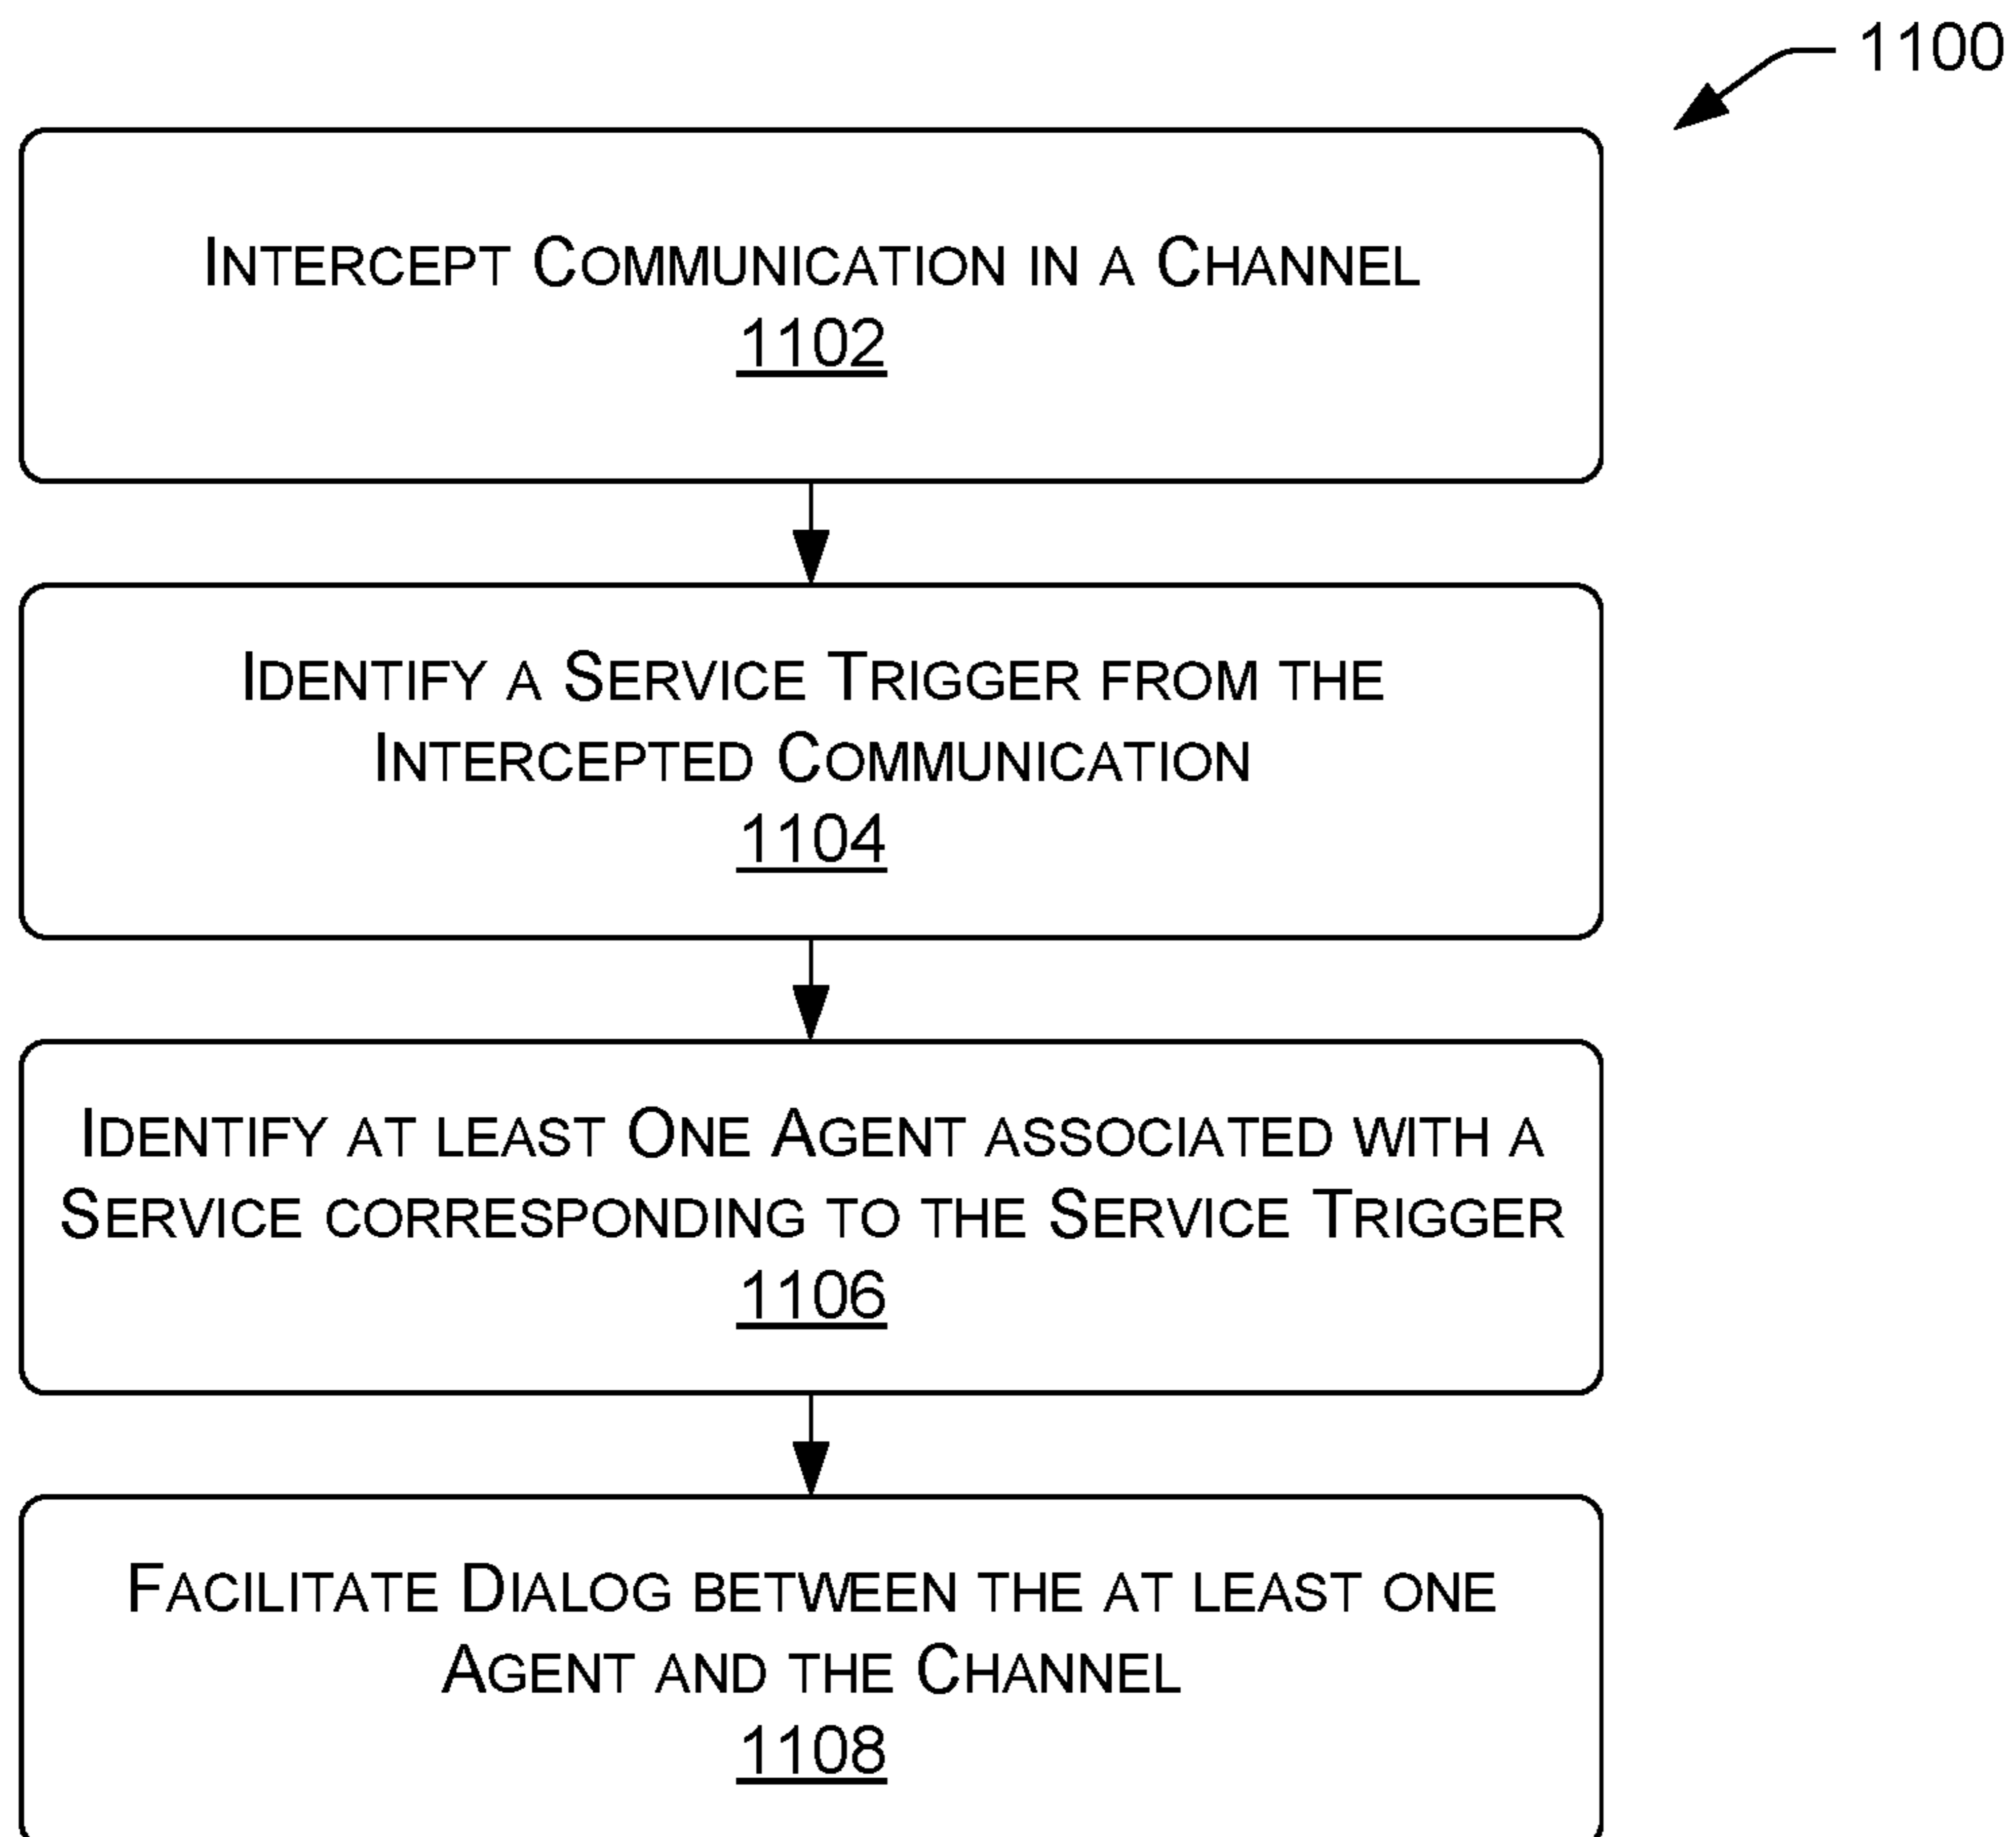 1100
INTERCEPT COMMUNICATION IN A CHANNEL
1102
IDENTIFY A SERVICE TRIGGER FROM THE
INTERCEPTED COMMUNICATION
1104
IDENTIFY AT LEAST ONE AGENT ASSOCIATED WITH A
SERVICE CORRESPONDING TO THE SERVICE TRIGGER
1106
FACILITATE DIALOG BETWEEN THE AT LEAST ONE
AGENT AND THE CHANNEL
1108